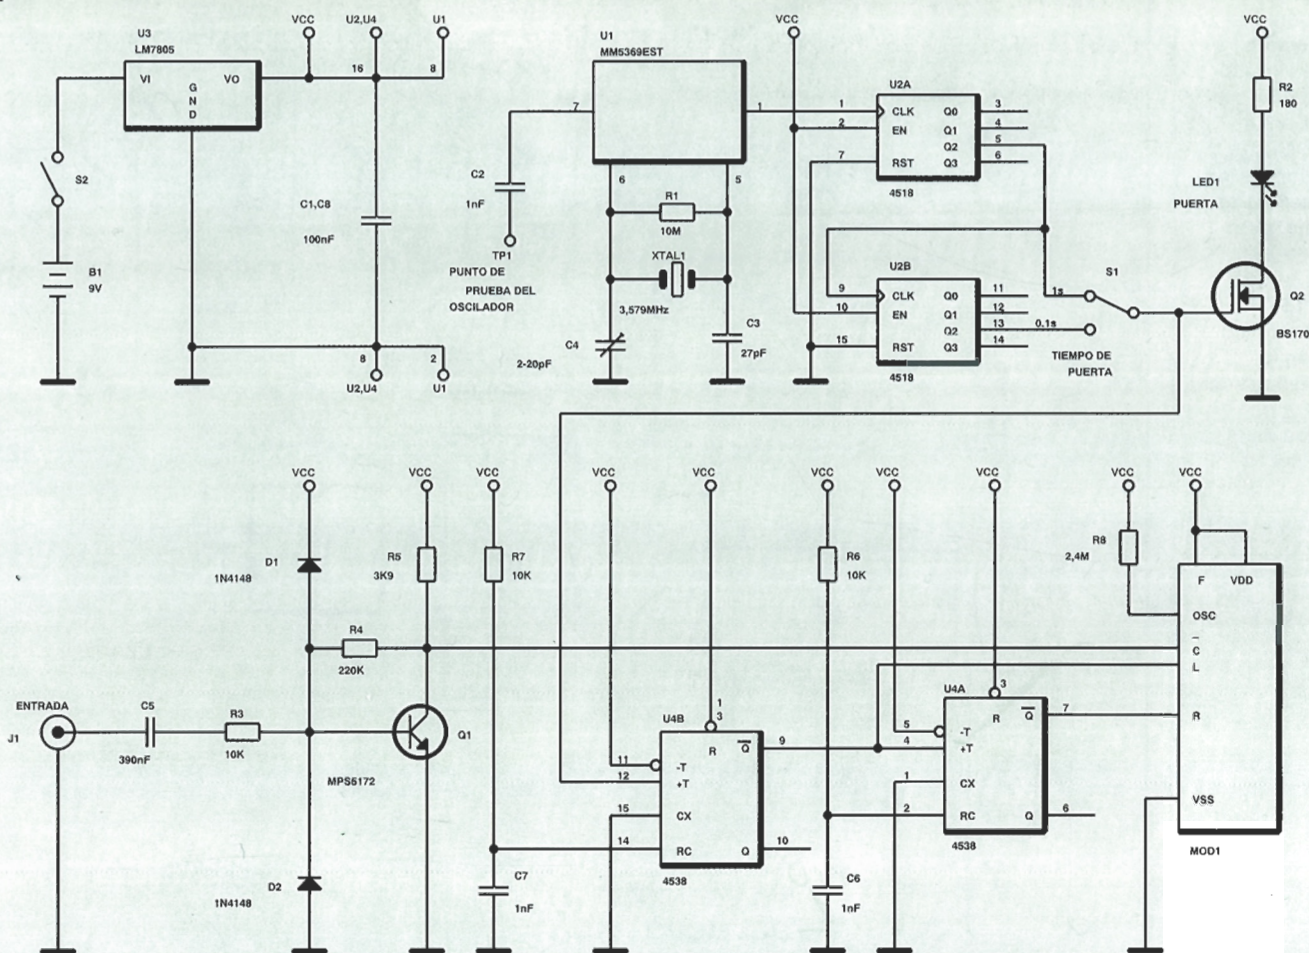 U3
LM7805
VI
VO
GND
S2
B1
9V
VCC
U2,U4
U1
16
8
C1,C8
100nF
8
2
U2,U4
U1
U1
MM5369EST
7
1
6
5
C2
1nF
TP1
PUNTO DE
PRUEBA DEL
OSCILADOR
R1
10M
XTAL1
3,579MHz
C4
2-20pF
C3
27pF
VCC
U2A
1
2
7
CLK
EN
RST
Q0
Q1
Q2
Q3
3
4
5
6
4518
U2B
9
10
15
CLK
EN
RST
Q0
Q1
Q2
Q3
11
12
13
14
4518
S1
1s
0.1s
TIEMPO DE
PUERTA
VCC
R2
180
LED1
PUERTA
Q2
BS170
VCC
VCC
VCC
VCC
VCC
VCC
VCC
VCC
VCC
VCC
D1
1N4148
R5
3K9
R7
10K
R4
220K
ENTRADA
J1
C5
390nF
R3
10K
Q1
MPS5172
D2
1N4148
C7
1nF
U4B
1
3
R
Q
11
12
15
14
-T
+T
CX
RC
Q
9
10
4538
R6
10K
C6
1nF
U4A
3
R
Q
5
4
1
2
-T
+T
CX
RC
Q
7
6
4538
R8
2,4M
F
VDD
OSC
C
L
R
VSS
MOD1